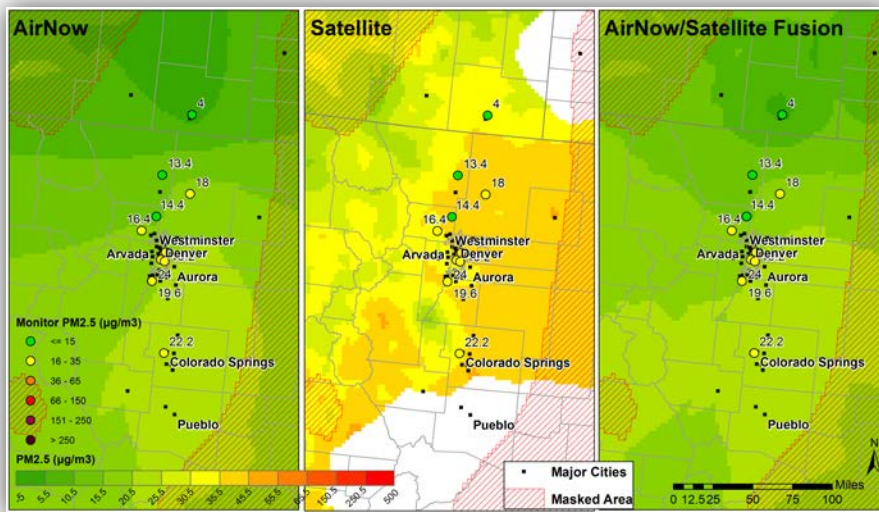 AirNow
Satellite
AirNow/Satellite Fusion
4
13.4
18
14.4
16.4
Westminster
Arvada
Denver
24
Aurora
19.6
22.2
Colorado Springs
Pueblo
Monitor PM2.5 (µg/m3)
<= 15
16 - 35
36 - 65
66 - 150
151 - 250
> 250
PM2.5 (µg/m3)
-5
5.5
10.5
15.5
20.5
25.5
30.5
35.5
45.5
55.5
65.5
150.5
250.5
500
4
13.4
18
14.4
16.4
Westminster
Arvada
Denver
24
Aurora
19.6
22.2
Colorado Springs
Pueblo
Major Cities
Masked Area
4
13.4
18
14.4
16.4
Westminster
Arvada
Denver
24
Aurora
19.6
22.2
Colorado Springs
Pueblo
N
Miles
0 12.525 50 75 100